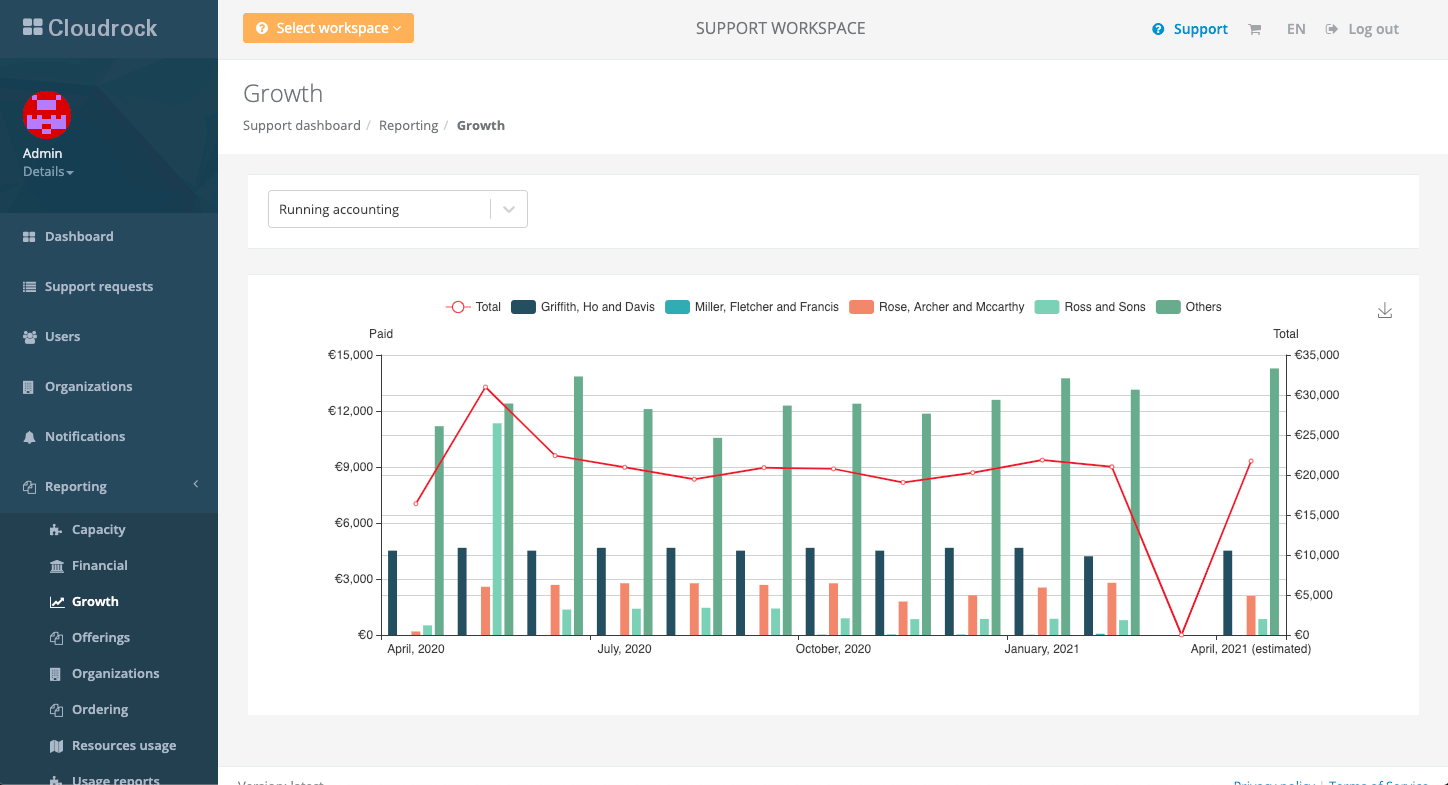 Cloudrock
Select workspace
SUPPORT WORKSPACE
Support
EN
Log out
Admin
Details
Growth
Support dashboard / Reporting / Growth
Running accounting
Dashboard
Support requests
Users
Organizations
Notifications
Reporting
Capacity
Financial
Growth
Offerings
Organizations
Ordering
Resources usage
Usage reports
Total
Griffith, Ho and Davis
Miller, Fletcher and Francis
Rose, Archer and Mccarthy
Ross and Sons
Others
Paid
Total
€15,000
€12,000
€9,000
€6,000
€3,000
€0
€35,000
€30,000
€25,000
€20,000
€15,000
€10,000
€5,000
€0
April, 2020
July, 2020
October, 2020
January, 2021
April, 2021 (estimated)
Version: latest
Privacy policy | Terms of Service